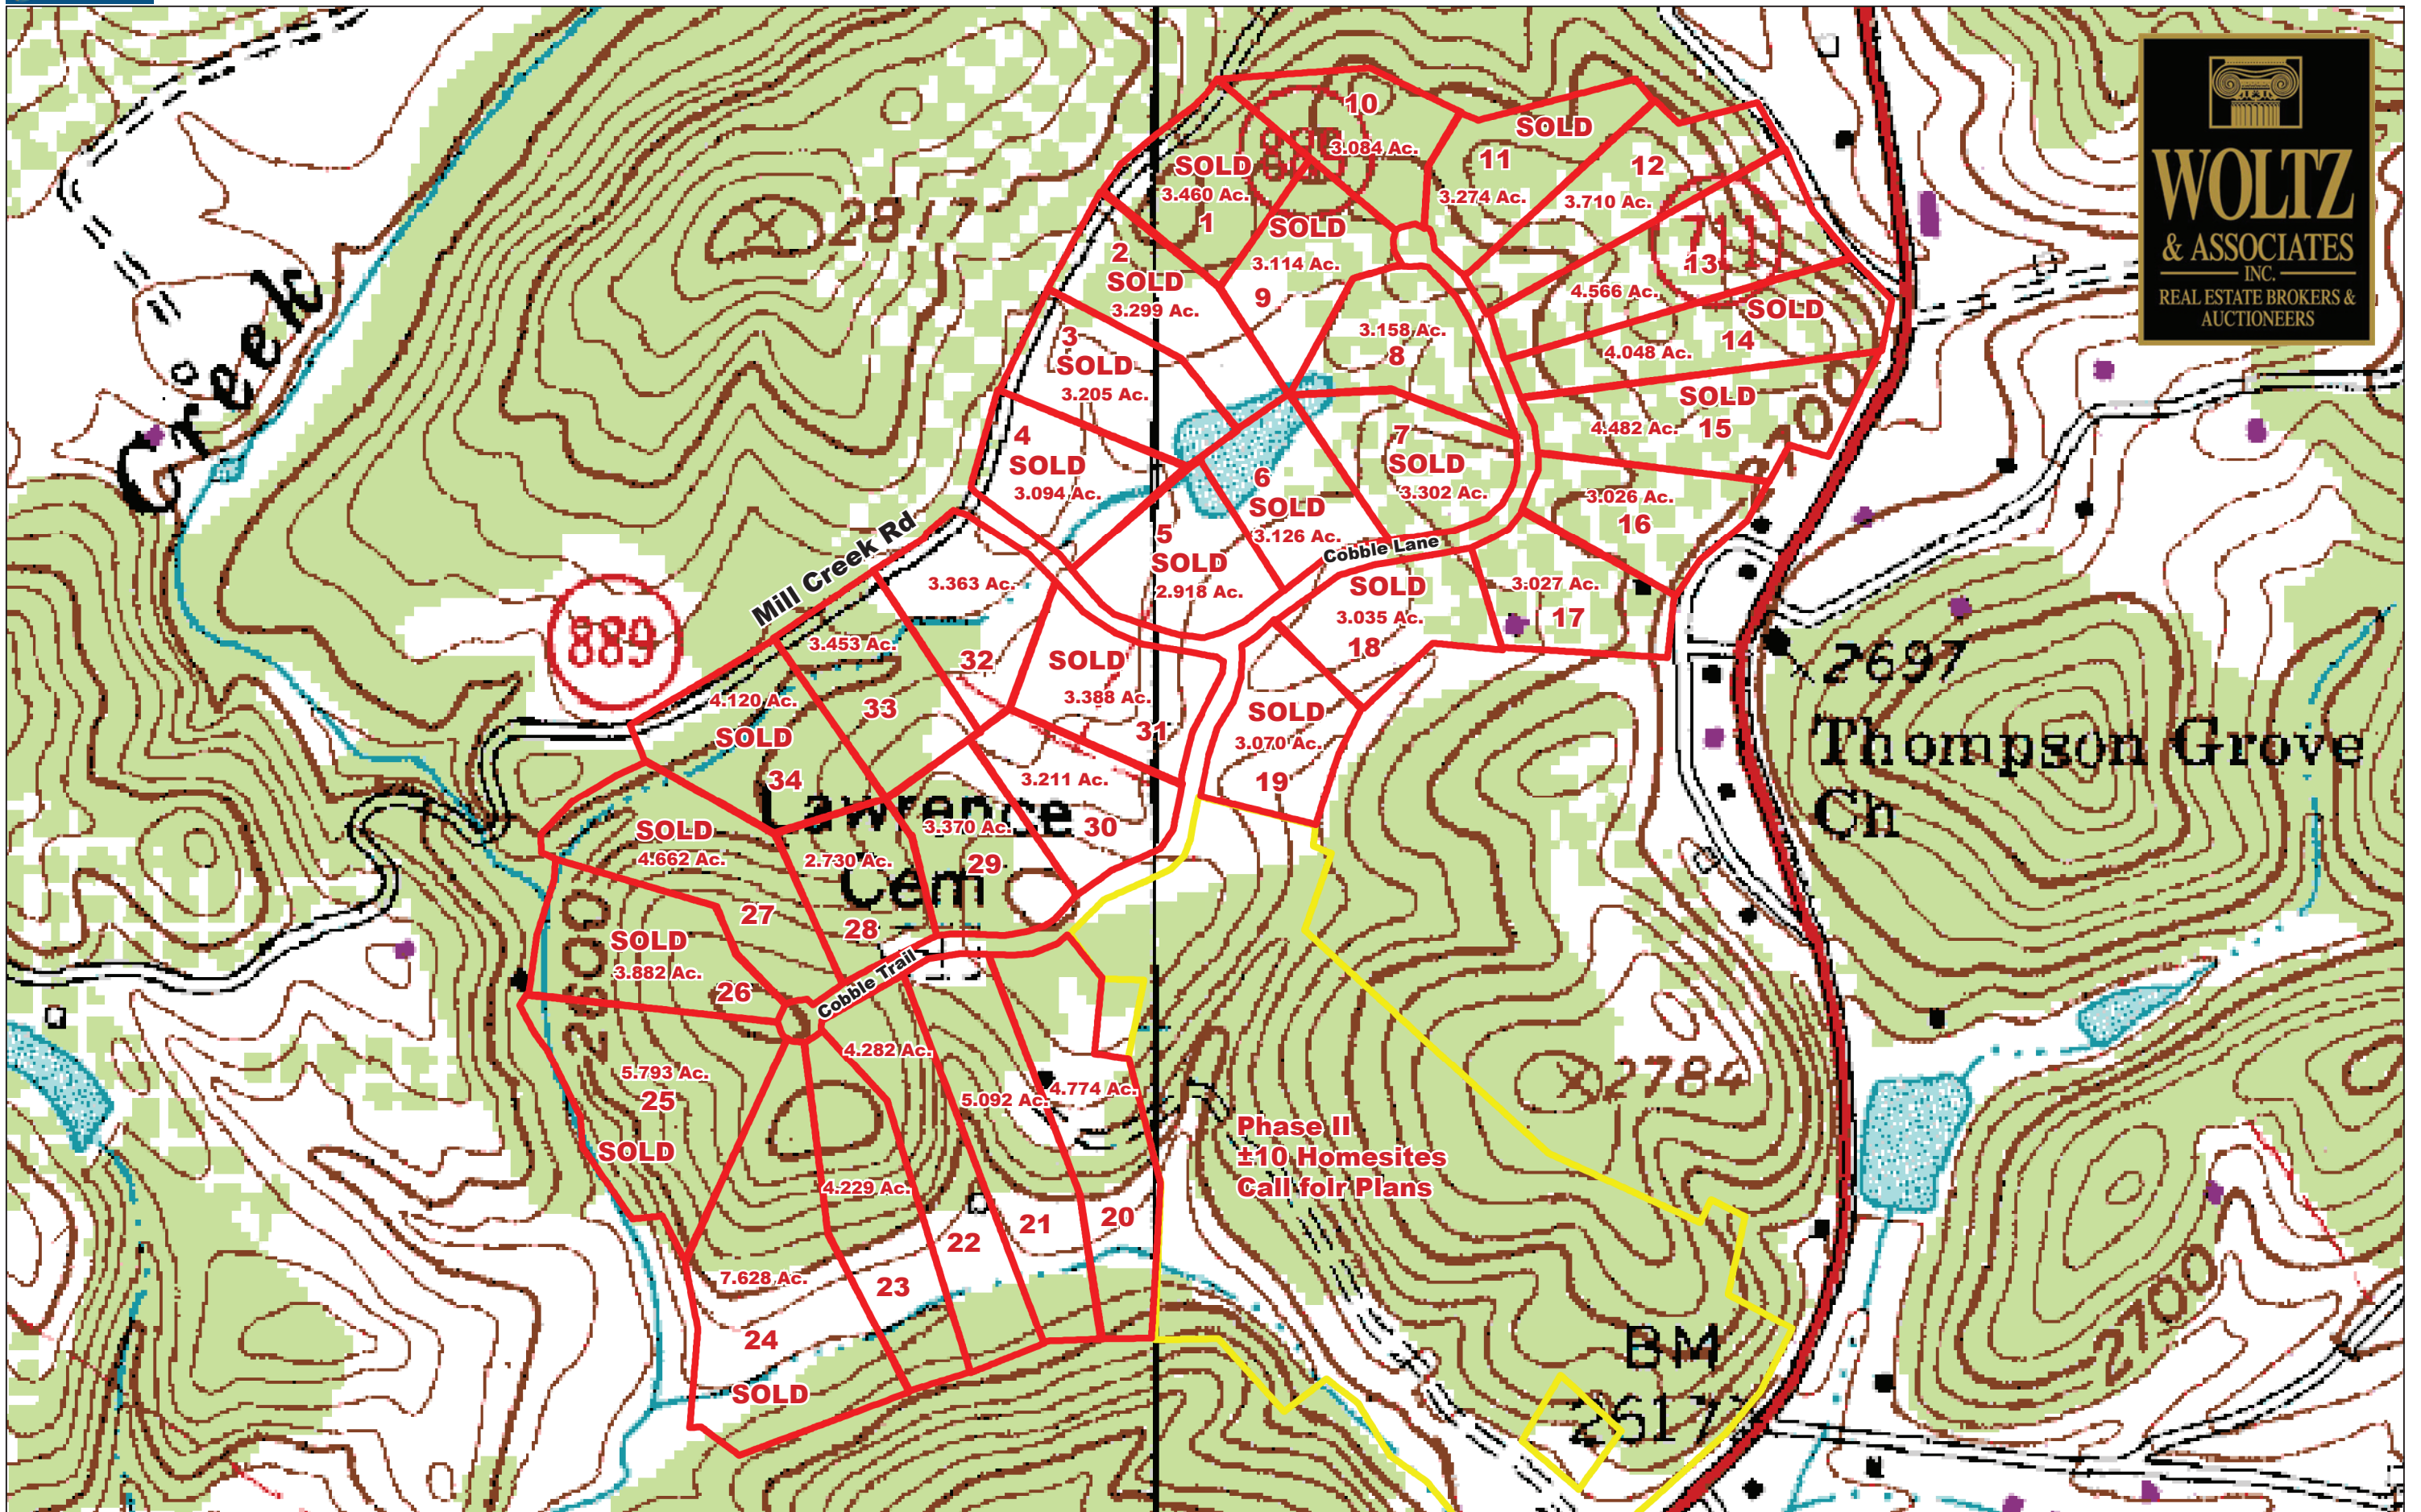 WOLTZ
& ASSOCIATES
INC.
REAL ESTATE BROKERS &
AUCTIONEERS
10
3.084 Ac.
SOLD
3.460 Ac.
1
SOLD
11
3.274 Ac.
12
3.710 Ac.
711
13
4.566 Ac.
2
SOLD
3.299 Ac.
SOLD
3.114 Ac.
9
3
SOLD
3.205 Ac.
3.158 Ac.
8
SOLD
14
4.048 Ac.
SOLD
4.482 Ac.
15
4
SOLD
3.094 Ac.
7
SOLD
3.302 Ac.
6
SOLD
3.126 Ac.
5
SOLD
2.918 Ac.
3.026 Ac.
16
Cobble Lane
SOLD
3.035 Ac.
18
3.027 Ac.
17
Mill Creek Rd
Creek
2817
889
3.363 Ac.
32
3.453 Ac.
33
SOLD
3.388 Ac.
31
4.120 Ac.
SOLD
34
SOLD
3.070 Ac.
19
2697
Thompson Grove
Ch
3.211 Ac.
30
Lawrence
Cem
3.370 Ac.
29
2.730 Ac.
28
SOLD
4.662 Ac.
27
SOLD
3.882 Ac.
26
2600
Cobble Trail
5.793 Ac.
25
SOLD
4.282 Ac.
5.092 Ac.
4.774 Ac.
4.229 Ac.
20
21
22
23
7.628 Ac.
24
SOLD
Phase II
±10 Homesites
Call folr Plans
2784
BM
2617
2700